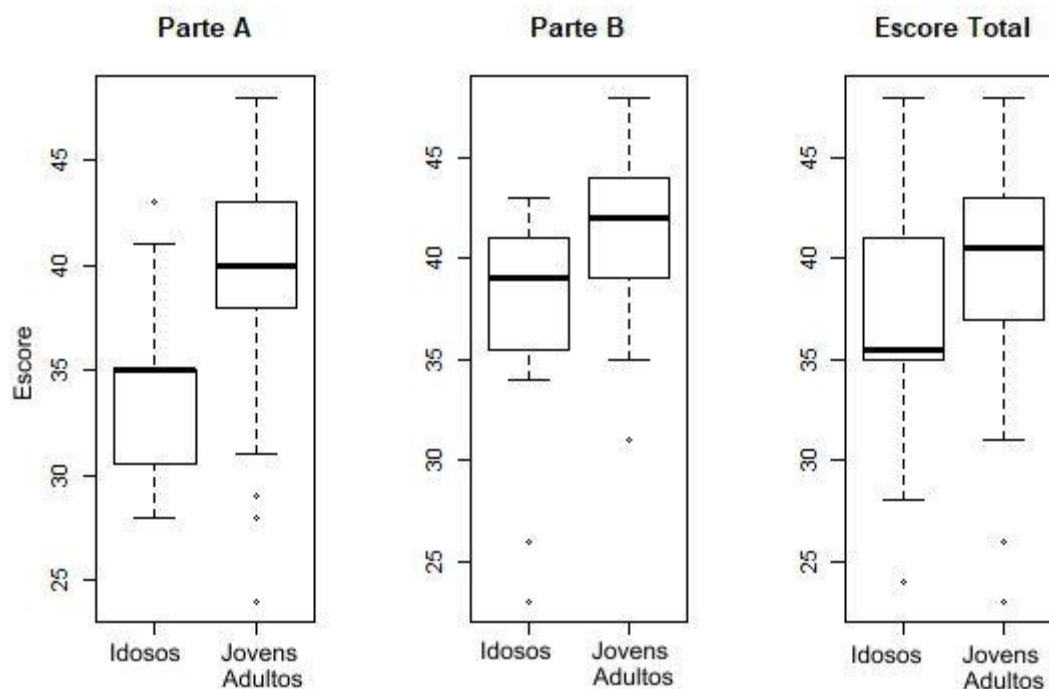 Parte A
Parte B
Escore Total
Escore
45
40
35
30
25
Idosos
Jovens
Adultos
45
40
35
30
25
Idosos
Jovens
Adultos
45
40
35
30
25
Idosos
Jovens
Adultos